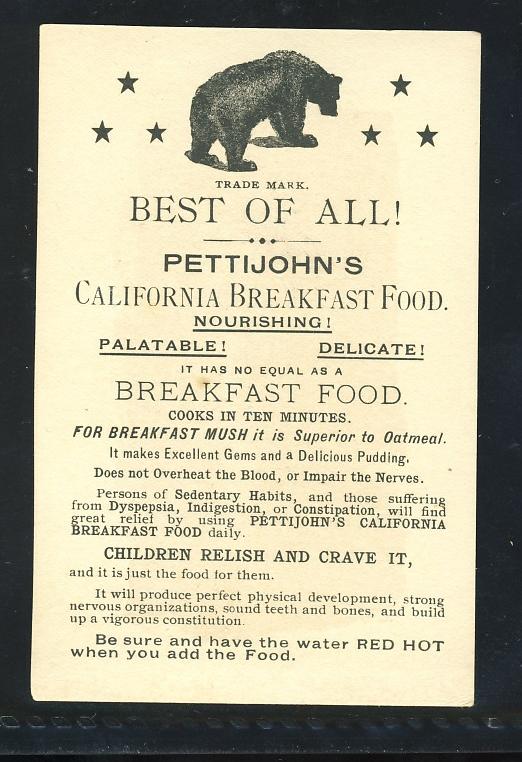 TRADE MARK.
BEST OF ALL!
PETTIJOHN'S
CALIFORNIA BREAKFAST FOOD.
NOURISHING!
PALATABLE! DELICATE!
IT HAS NO EQUAL AS A
BREAKFAST FOOD.
COOKS IN TEN MINUTES.
FOR BREAKFAST MUSH it is Superior to Oatmeal.
It makes Excellent Gems and a Delicious Pudding,
Does not Overheat the Blood, or Impair the Nerves.
Persons of Sedentary Habits, and those suffering
from Dyspepsia, Indigestion, or Constipation, will find
great relief by using PETTIJOHN'S CALIFORNIA
BREAKFAST FOOD daily.
CHILDREN RELISH AND CRAVE IT,
and it is just the food for them.
It will produce perfect physical development, strong
nervous organizations, sound teeth and bones, and build
up a vigorous constitution.
Be sure and have the water RED HOT
when you add the Food.